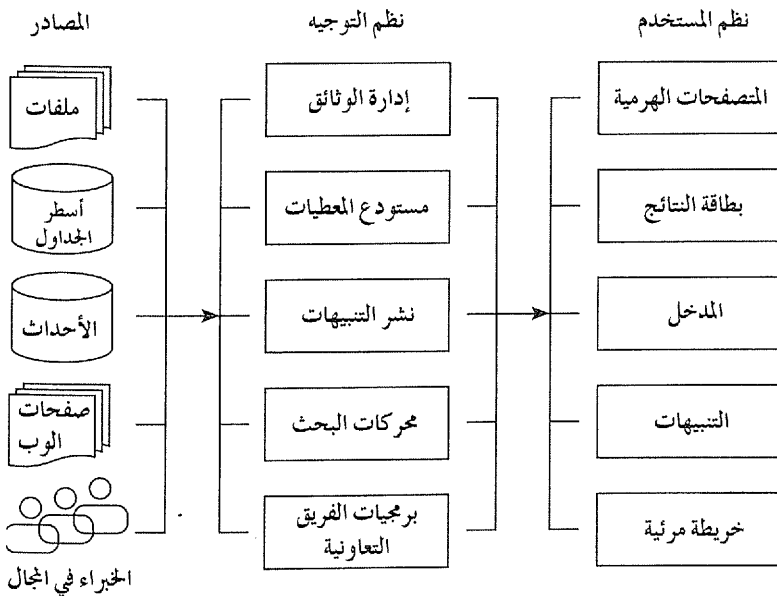 المصادر
نظم التوجيه
نظم المستخدم
ملفات
إدارة الوثائق
المتصفحات الهرمية
أسطر
الجداول
مستودع المعطيات
بطاقة النتائج
الأحداث
نشر التنبيهات
المدخل
صفحات
الوب
محركات البحث
التنبيهات
برمجيات الفريق
التعاونية
خريطة مرئية
الخبراء في المجال